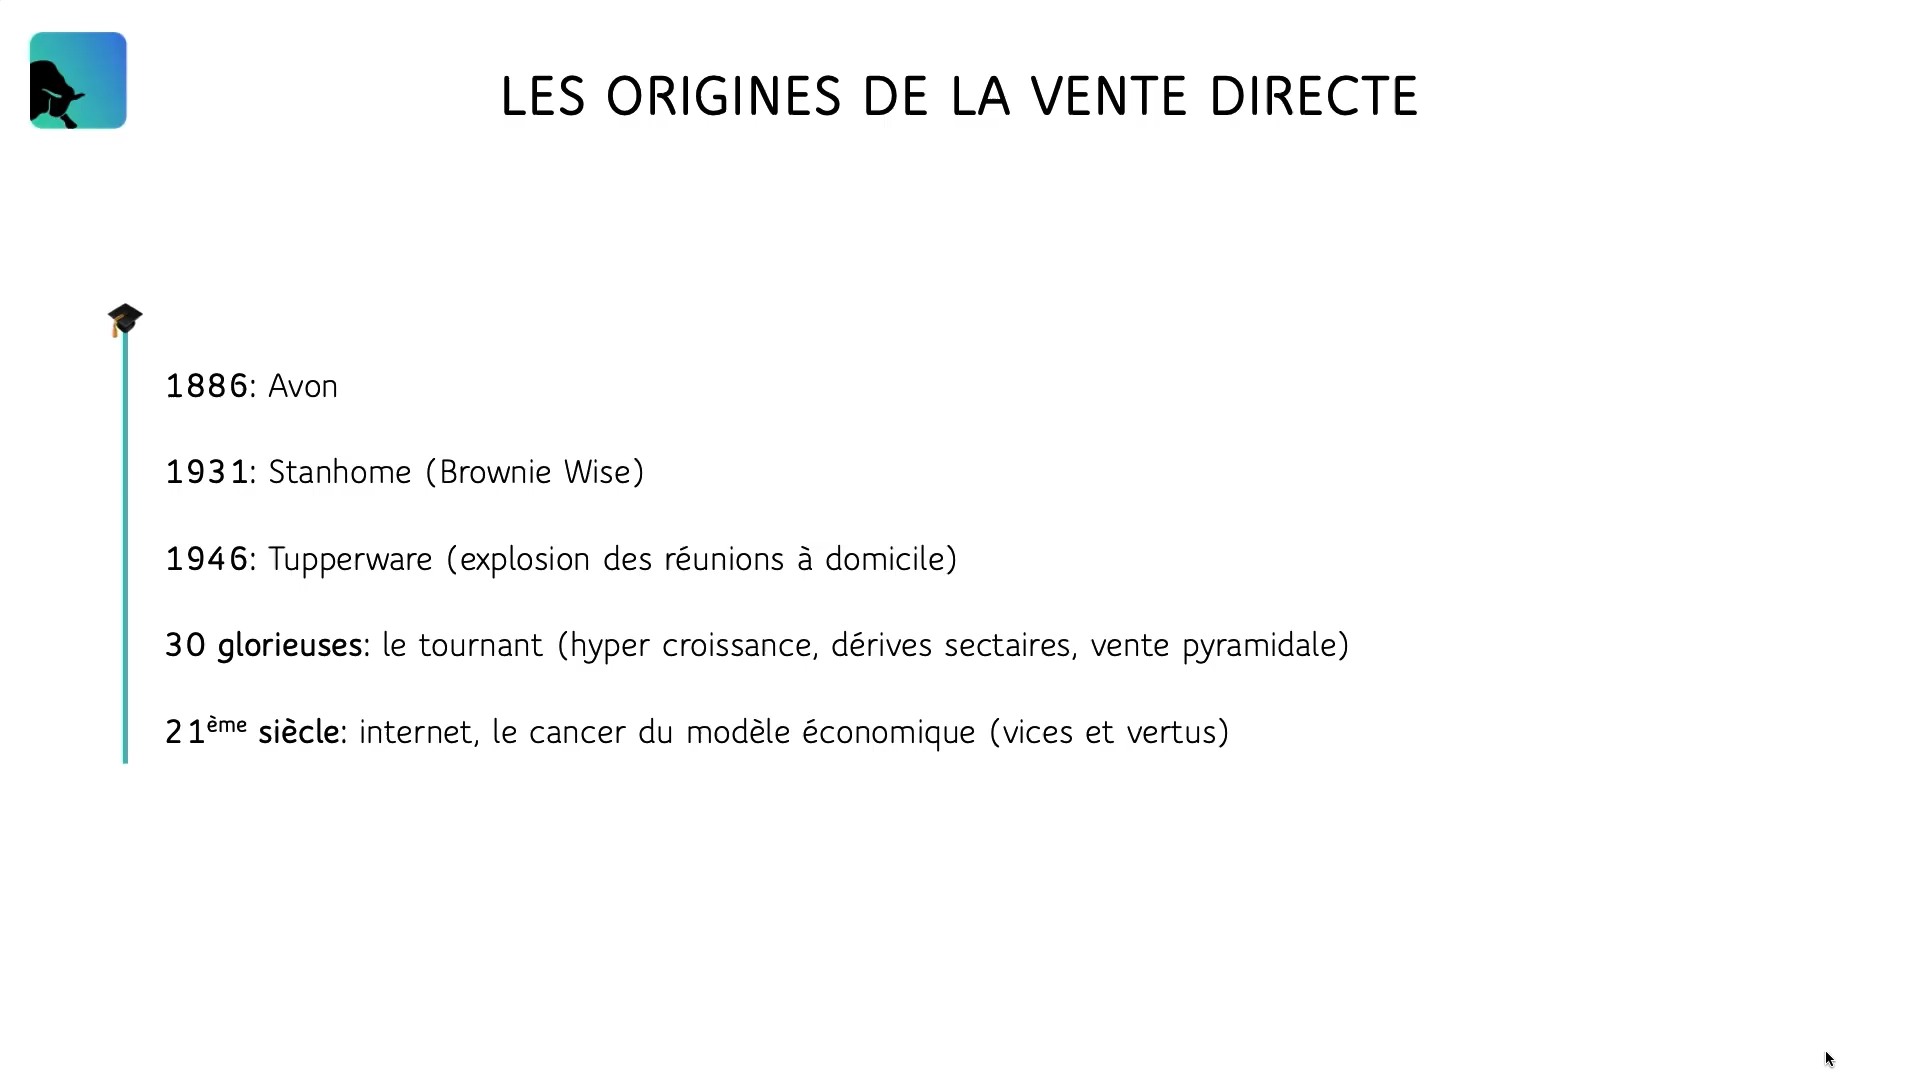 LES ORIGINES DE LA VENTE DIRECTE
1886: Avon
1931: Stanhome (Brownie Wise)
1946: Tupperware (explosion des réunions à domicile)
30 glorieuses: le tournant (hyper croissance, dérives sectaires, vente pyramidale)
21ème siècle: internet, le cancer du modèle économique (vices et vertus)